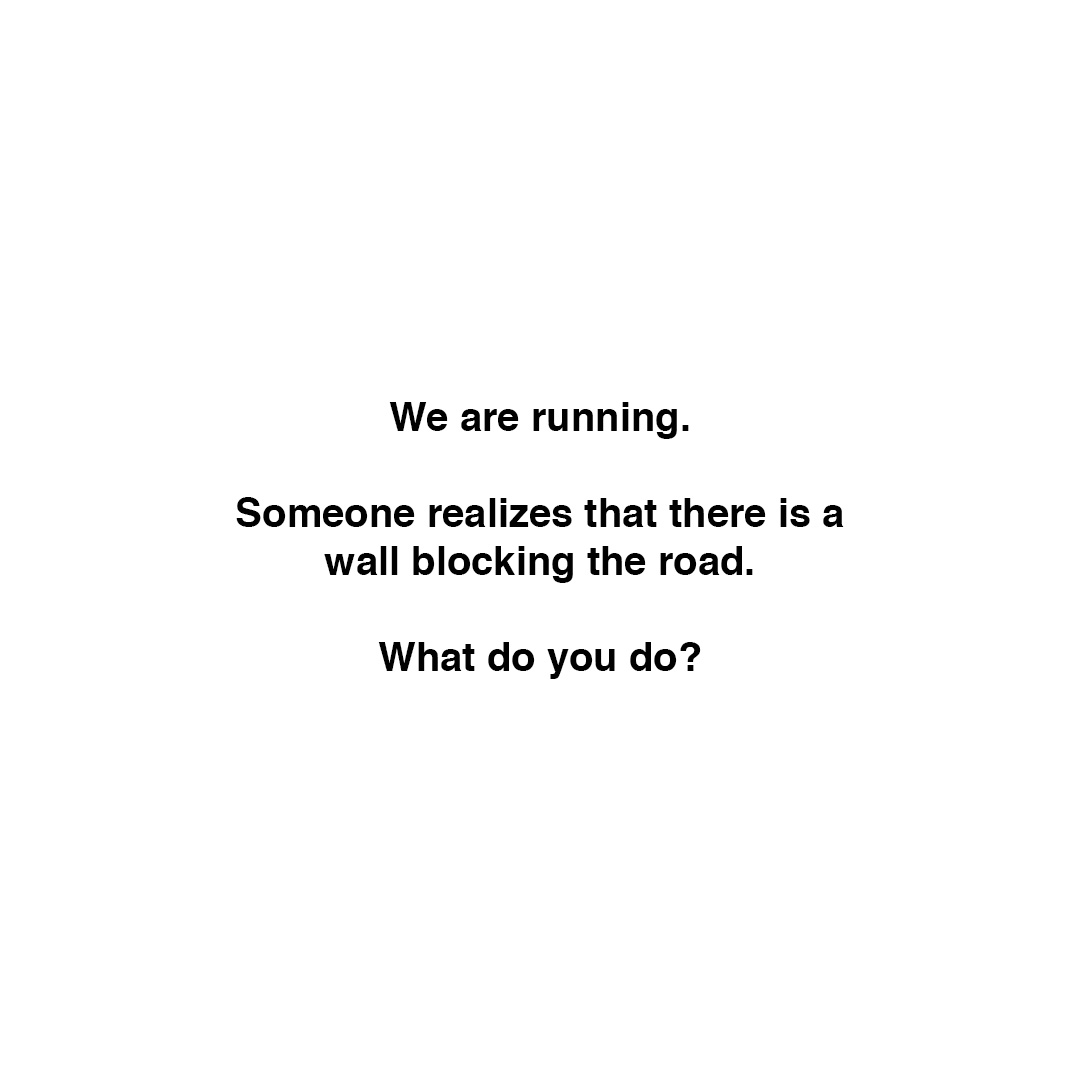 We are running.
Someone realizes that there is a
wall blocking the road.
What do you do?